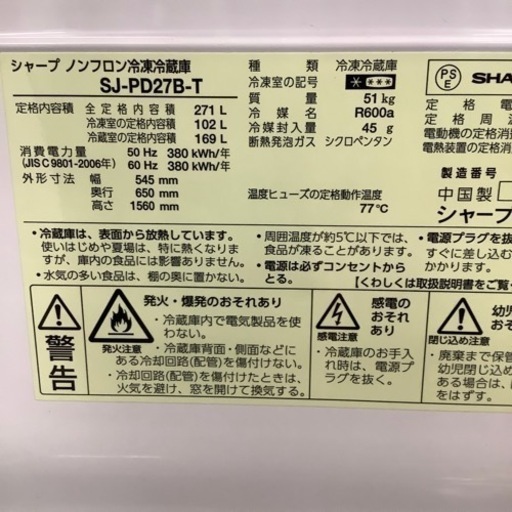 シャープ ノンフロン冷凍冷蔵庫
SJ-PD27B-T
定格内容積 全定格内容積 271 L
冷凍室の定格内容積 102 L
冷蔵室の定格内容積 169 L
消費電力量 50 Hz 380 kWh/年
(JIS C 9801-2006年) 60 Hz 380 kWh/年
外形寸法 幅 545 mm
奥行 650 mm
高さ 1560 mm
種類 冷凍冷蔵庫
冷凍室の記号 * ***
質量 51 kg
冷媒名 R600a
冷媒封入量 45 g
断熱発泡ガス シクロペンタン
温度ヒューズの定格動作温度
77℃
PS
E
SHA
定格電
定格周
電動機の定格消
電熱装置の定格消
製造番号
中国製
シャープ
・冷蔵庫は、表面から放熱しています。
使いはじめや夏場は、特に熱くなりま
すが、庫内の食品には影響ありません。
・水気の多い食品は、棚の奥に置かない。
・周囲温度が約5℃以下では、
食品が凍ることがあります。
・電源は必ずコンセントから
とる。
・電源プラグを抜
すぐに差し込む
かかり
【くわしくは取扱説明書をご覧
警告
発火注意
発火・爆発のおそれあり
・冷蔵庫内で電気製品を使
わない。
・冷蔵庫背面・側面などに
ある冷却回路(配管)を傷付けない。
・冷却回路(配管)を傷付けたときは、
火気を避け、窓を開けて換気する。
感電注意
感電の
おそれあり
・冷蔵庫のお手入
れ時は、電源プ
ラグを抜く。
閉じ込め注意
幼児
おそ
・廃棄まで保管
幼児閉じ込め
ある場合は、